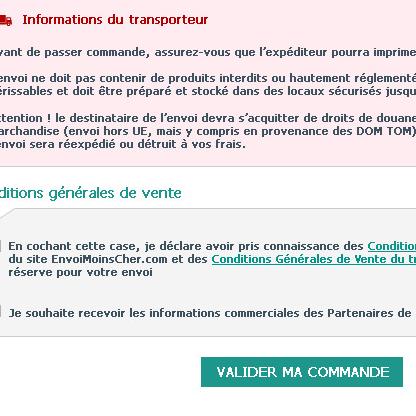 Informations du transporteur
vant de passer commande, assurez-vous que l'expéditeur pourra imprime
envoi ne doit pas contenir de produits interdits ou hautement réglementé
érissables et doit être préparé et stocké dans des locaux sécurisés jusqu
ttention ! le destinataire de l'envoi devra s'acquitter de droits de douane
archandise (envoi hors UE, mais y compris en provenance des DOM TOM)
envoi sera réexpédié ou détruit à vos frais.
ditions générales de vente
En cochant cette case, je déclare avoir pris connaissance des Conditio
du site EnvoiMoinsCher.com et des Conditions Générales de Vente du t
réserve pour votre envoi
Je souhaite recevoir les informations commerciales des Partenaires de
VALIDER MA COMMANDE